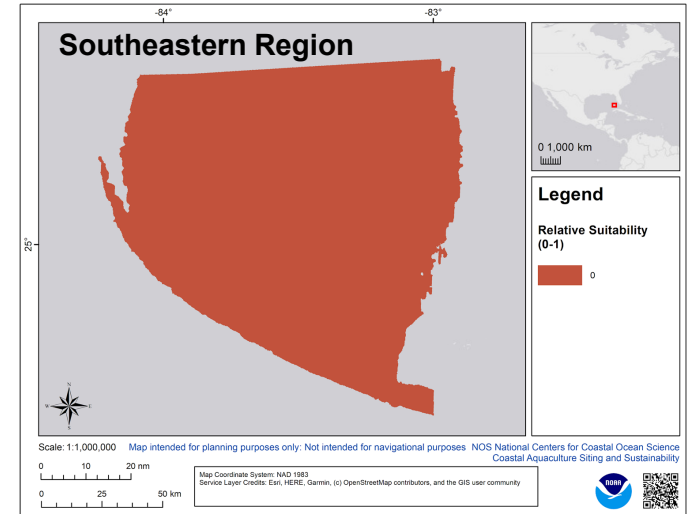 -84°
-83°
Southeastern Region
25°
0 1,000 km
Legend
Relative Suitability
(0-1)
0
N
W
E
S
Scale: 1:1,000,000
Map intended for planning purposes only: Not intended for navigational purposes
NOS National Centers for Coastal Ocean Science
Coastal Aquaculture Siting and Sustainability
0 10 20 nm
0 25 50 km
Map Coordinate System: NAD 1983
Service Layer Credits: Esri, HERE, Garmin, (c) OpenStreetMap contributors, and the GIS user community
NOAA